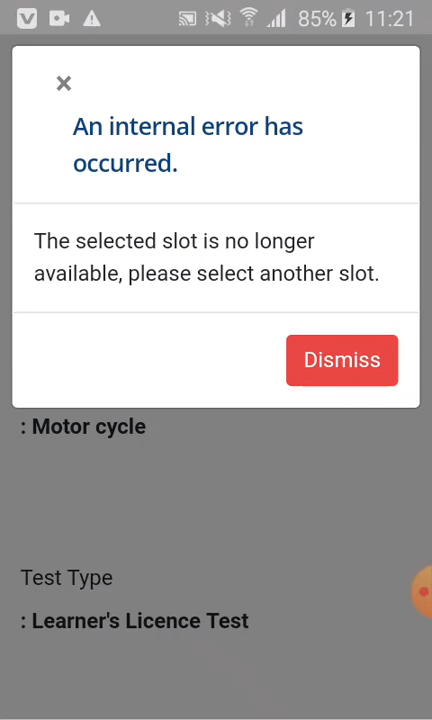 85% 11:21
×
An internal error has
occurred.
The selected slot is no longer
available, please select another slot.
Dismiss
: Motor cycle
Test Type
: Learner's Licence Test